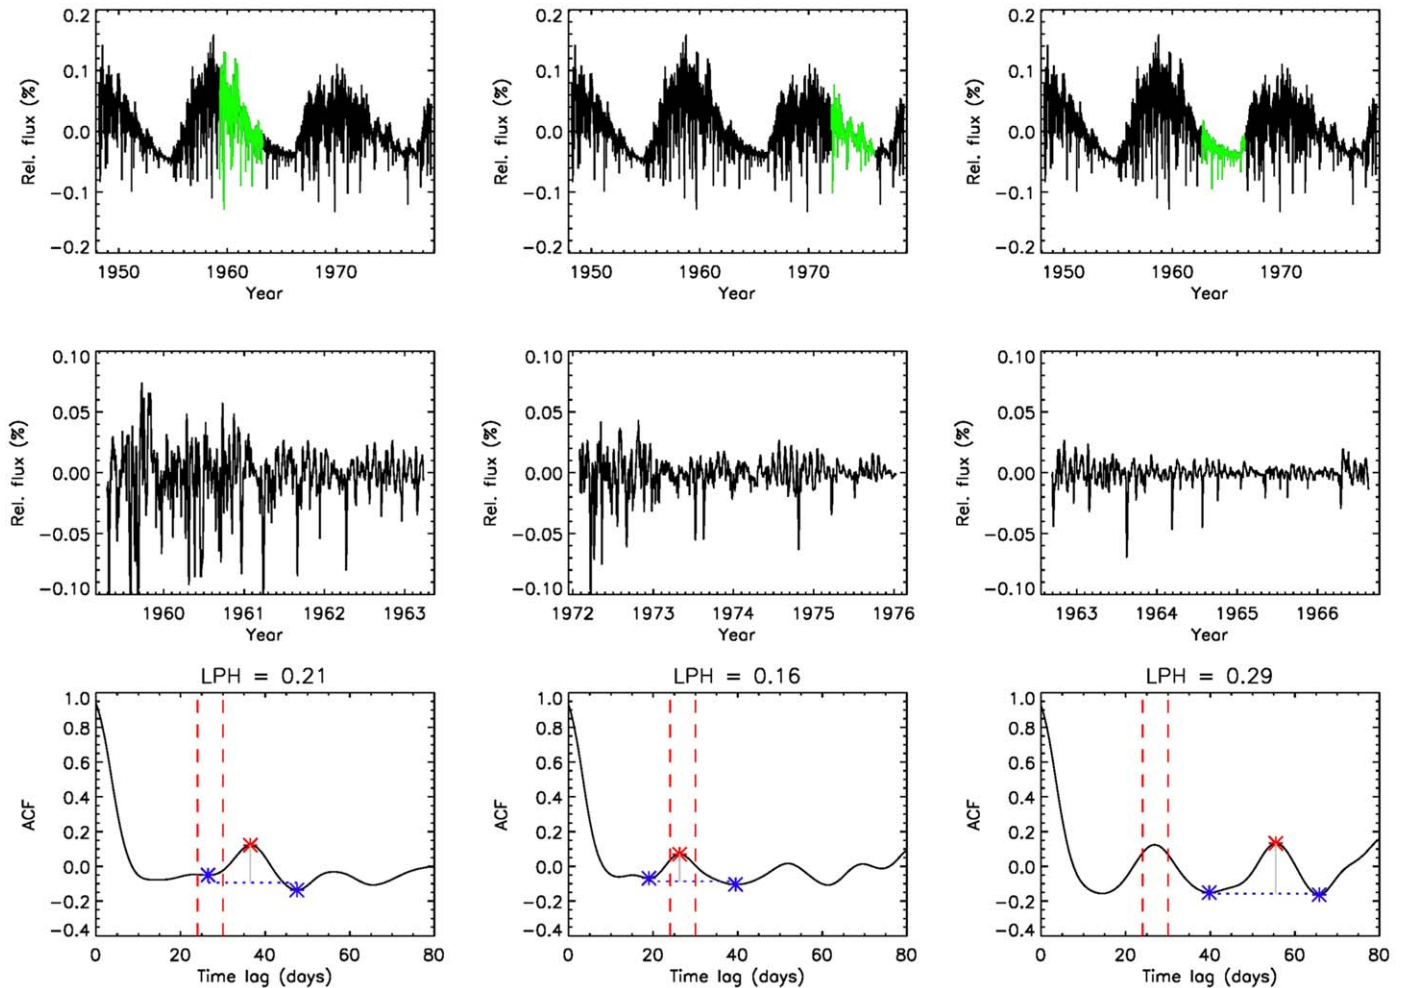 0.2 0.2 0.2
0.1 0.1 0.1
0.0 0.0 0.0
−0.1 −0.1 −0.1
−0.2 −0.2 −0.2
Rel. flux (%) Rel. flux (%) Rel. flux (%)
1950 1960 1970 1950 1960 1970 1950 1960 1970
Year Year Year
0.10 0.10 0.10
0.05 0.05 0.05
0.00 0.00 0.00
−0.05 −0.05 −0.05
−0.10 −0.10 −0.10
Rel. flux (%) Rel. flux (%) Rel. flux (%)
1960 1961 1962 1963 1972 1973 1974 1975 1976 1963 1964 1965 1966
Year Year Year
LPH = 0.21 LPH = 0.16 LPH = 0.29
1.0 1.0 1.0
0.8 0.8 0.8
0.6 0.6 0.6
0.4 0.4 0.4
0.2 0.2 0.2
0.0 0.0 0.0
−0.2 −0.2 −0.2
−0.4 −0.4 −0.4
ACF ACF ACF
0 20 40 60 80 0 20 40 60 80 0 20 40 60 80
Time lag (days) Time lag (days) Time lag (days)